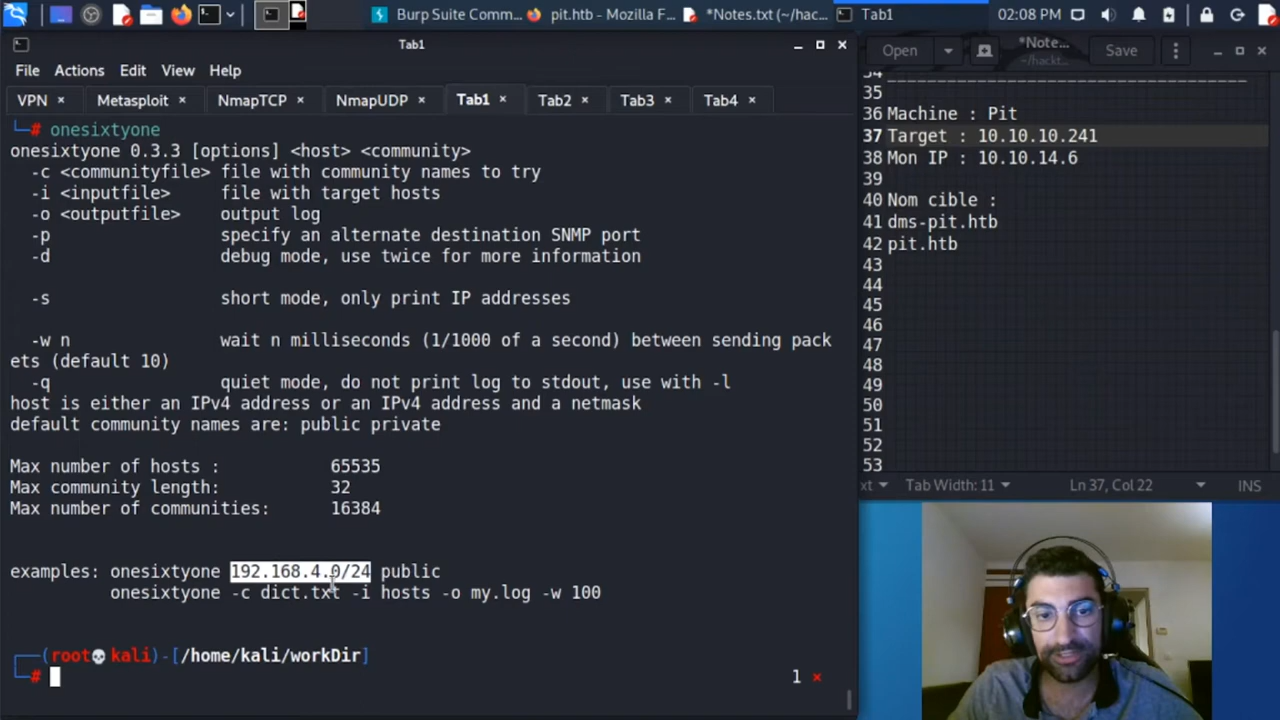 Burp Suite Comm...
pit.htb - Mozilla F...
*Notes.txt (~/hac...
Tab1
02:08 PM
Tab1
File Actions Edit View Help
VPN × Metasploit × NmapTCP × NmapUDP × Tab1 × Tab2 × Tab3 × Tab4 ×
└─# onesixtyone
onesixtyone 0.3.3 [options] <host> <community>
-c <communityfile> file with community names to try
-i <inputfile> file with target hosts
-o <outputfile> output log
-p specify an alternate destination SNMP port
-d debug mode, use twice for more information
-s short mode, only print IP addresses
-w n wait n milliseconds (1/1000 of a second) between sending pack
ets (default 10)
-q quiet mode, do not print log to stdout, use with -l
host is either an IPv4 address or an IPv4 address and a netmask
default community names are: public private
Max number of hosts : 65535
Max community length: 32
Max number of communities: 16384
examples: onesixtyone 192.168.4.0/24 public
onesixtyone -c dict.txt -i hosts -o my.log -w 100
┌──(root💀kali)-[/home/kali/workDir]
└─#
1 ×
Open
*Note...
~/hackt...
Save
34
35
36 Machine : Pit
37 Target : 10.10.10.241
38 Mon IP : 10.10.14.6
39
40 Nom cible :
41 dms-pit.htb
42 pit.htb
43
44
45
46
47
48
49
50
51
52
53
xt Tab Width: 11 Ln 37, Col 22 INS